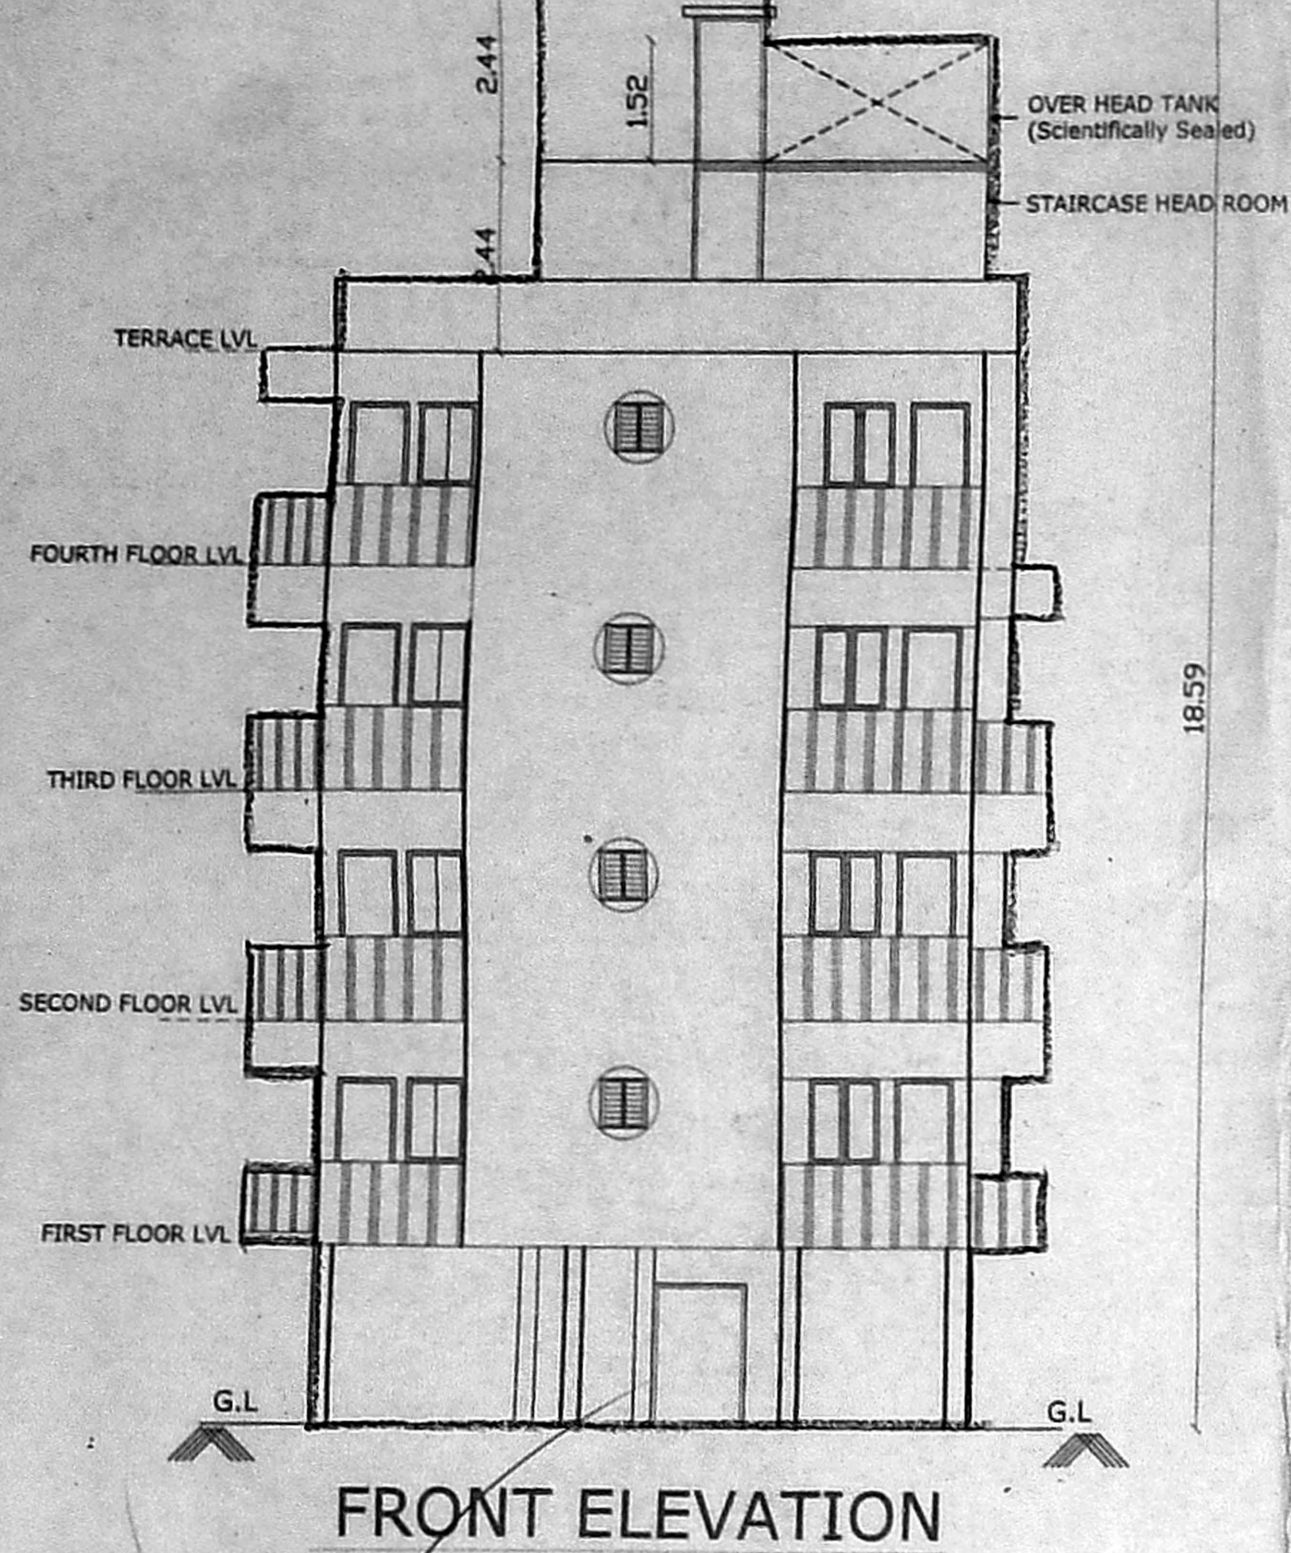 2.44
1.52
OVER HEAD TANK
(Scientifically Sealed)
STAIRCASE HEAD ROOM
2.44
TERRACE LVL
FOURTH FLOOR LVL
18.59
THIRD FLOOR LVL
SECOND FLOOR LVL
FIRST FLOOR LVL
G.L
G.L
FRONT ELEVATION